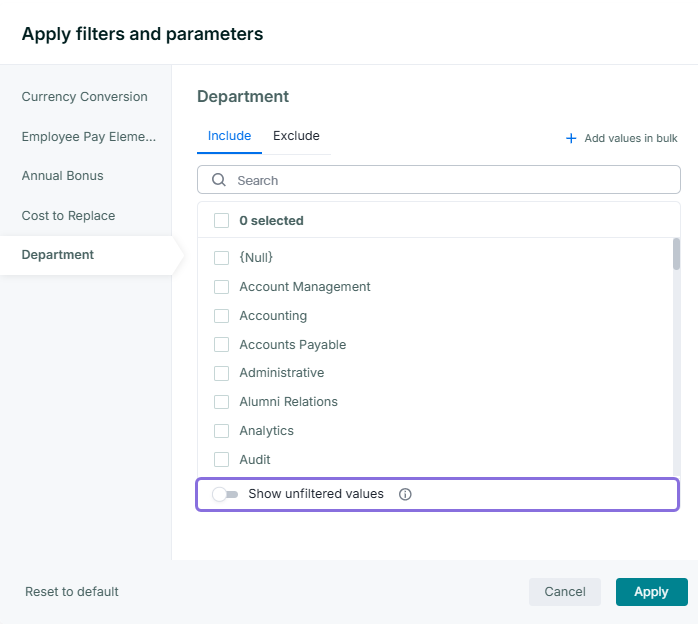 Apply filters and parameters
Currency Conversion
Employee Pay Eleme...
Annual Bonus
Cost to Replace
Department
Department
Include
Exclude
Add values in bulk
Search
0 selected
{Null}
Account Management
Accounting
Accounts Payable
Administrative
Alumni Relations
Analytics
Audit
Show unfiltered values
Reset to default
Cancel
Apply